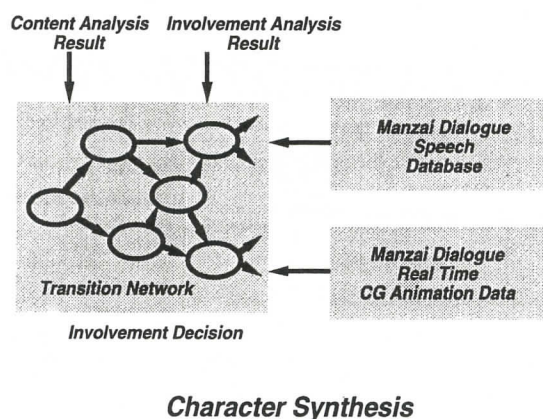 Content Analysis
Result
Involvement Analysis
Result
Manzai Dialogue
Speech
Database
Manzai Dialogue
Real Time
CG Animation Data
Transition Network
Involvement Decision
Character Synthesis